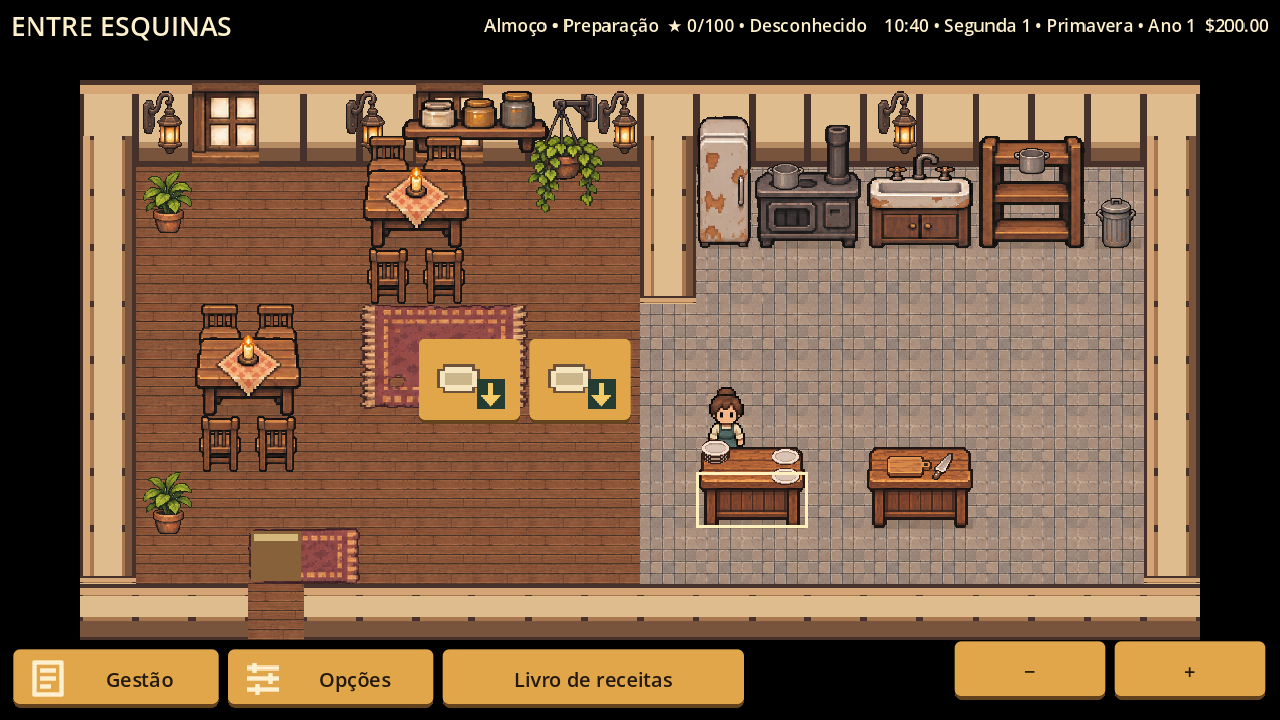 ENTRE ESQUINAS
Almoço • Preparação ★ 0/100 • Desconhecido 10:40 • Segunda 1 • Primavera • Ano 1 $200.00
Gestão
Opções
Livro de receitas
−
+